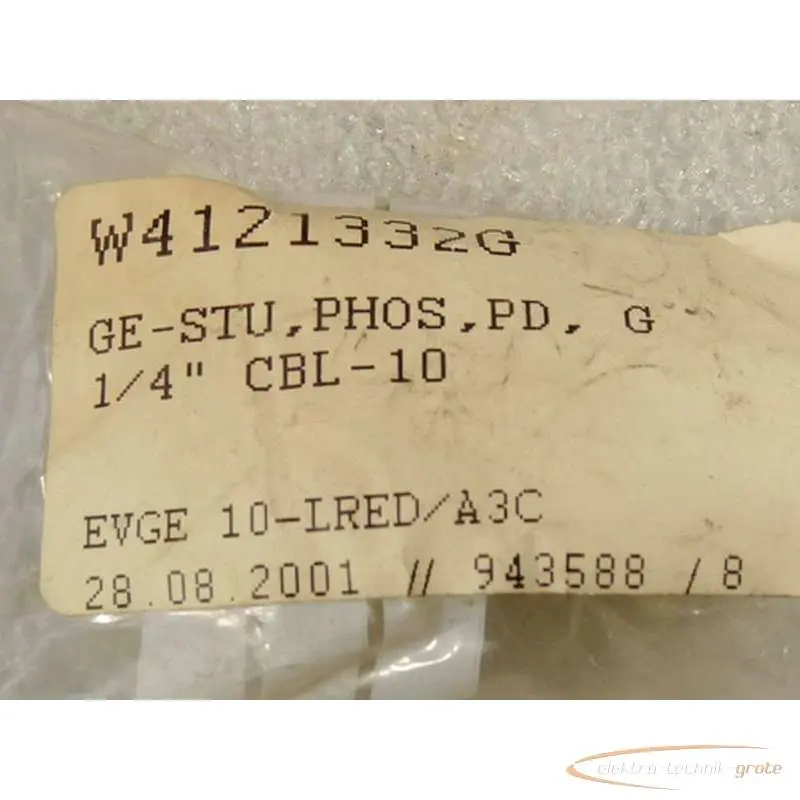 W4121332G
GE-STU,PHOS,PD, G
1/4" CBL-10
EVGE 10-LRED/A3C
28.08.2001 // 943588 /8
elektro-technik-grote